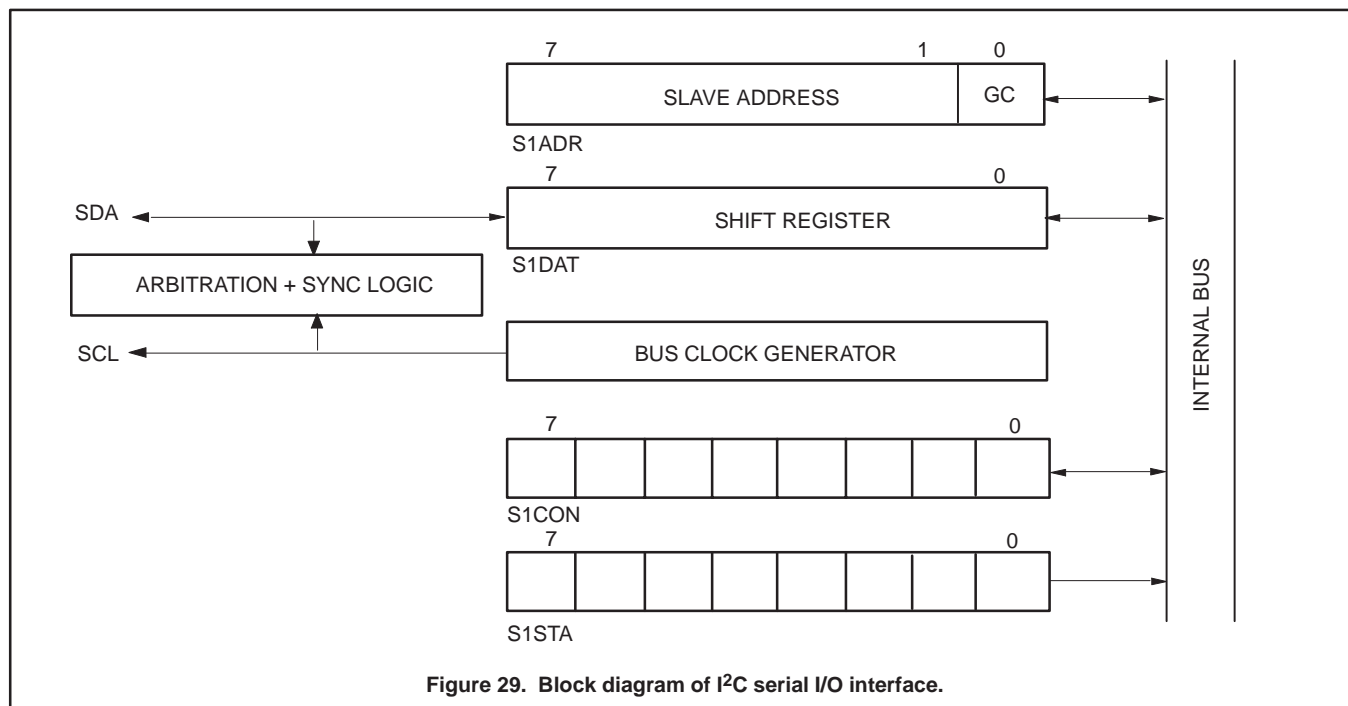 7 1 0
SLAVE ADDRESS GC
S1ADR
7 0
SDA
SHIFT REGISTER
S1DAT
ARBITRATION + SYNC LOGIC
SCL
BUS CLOCK GENERATOR
INTERNAL BUS
7 0
S1CON
7 0
S1STA
Figure 29. Block diagram of I²C serial I/O interface.